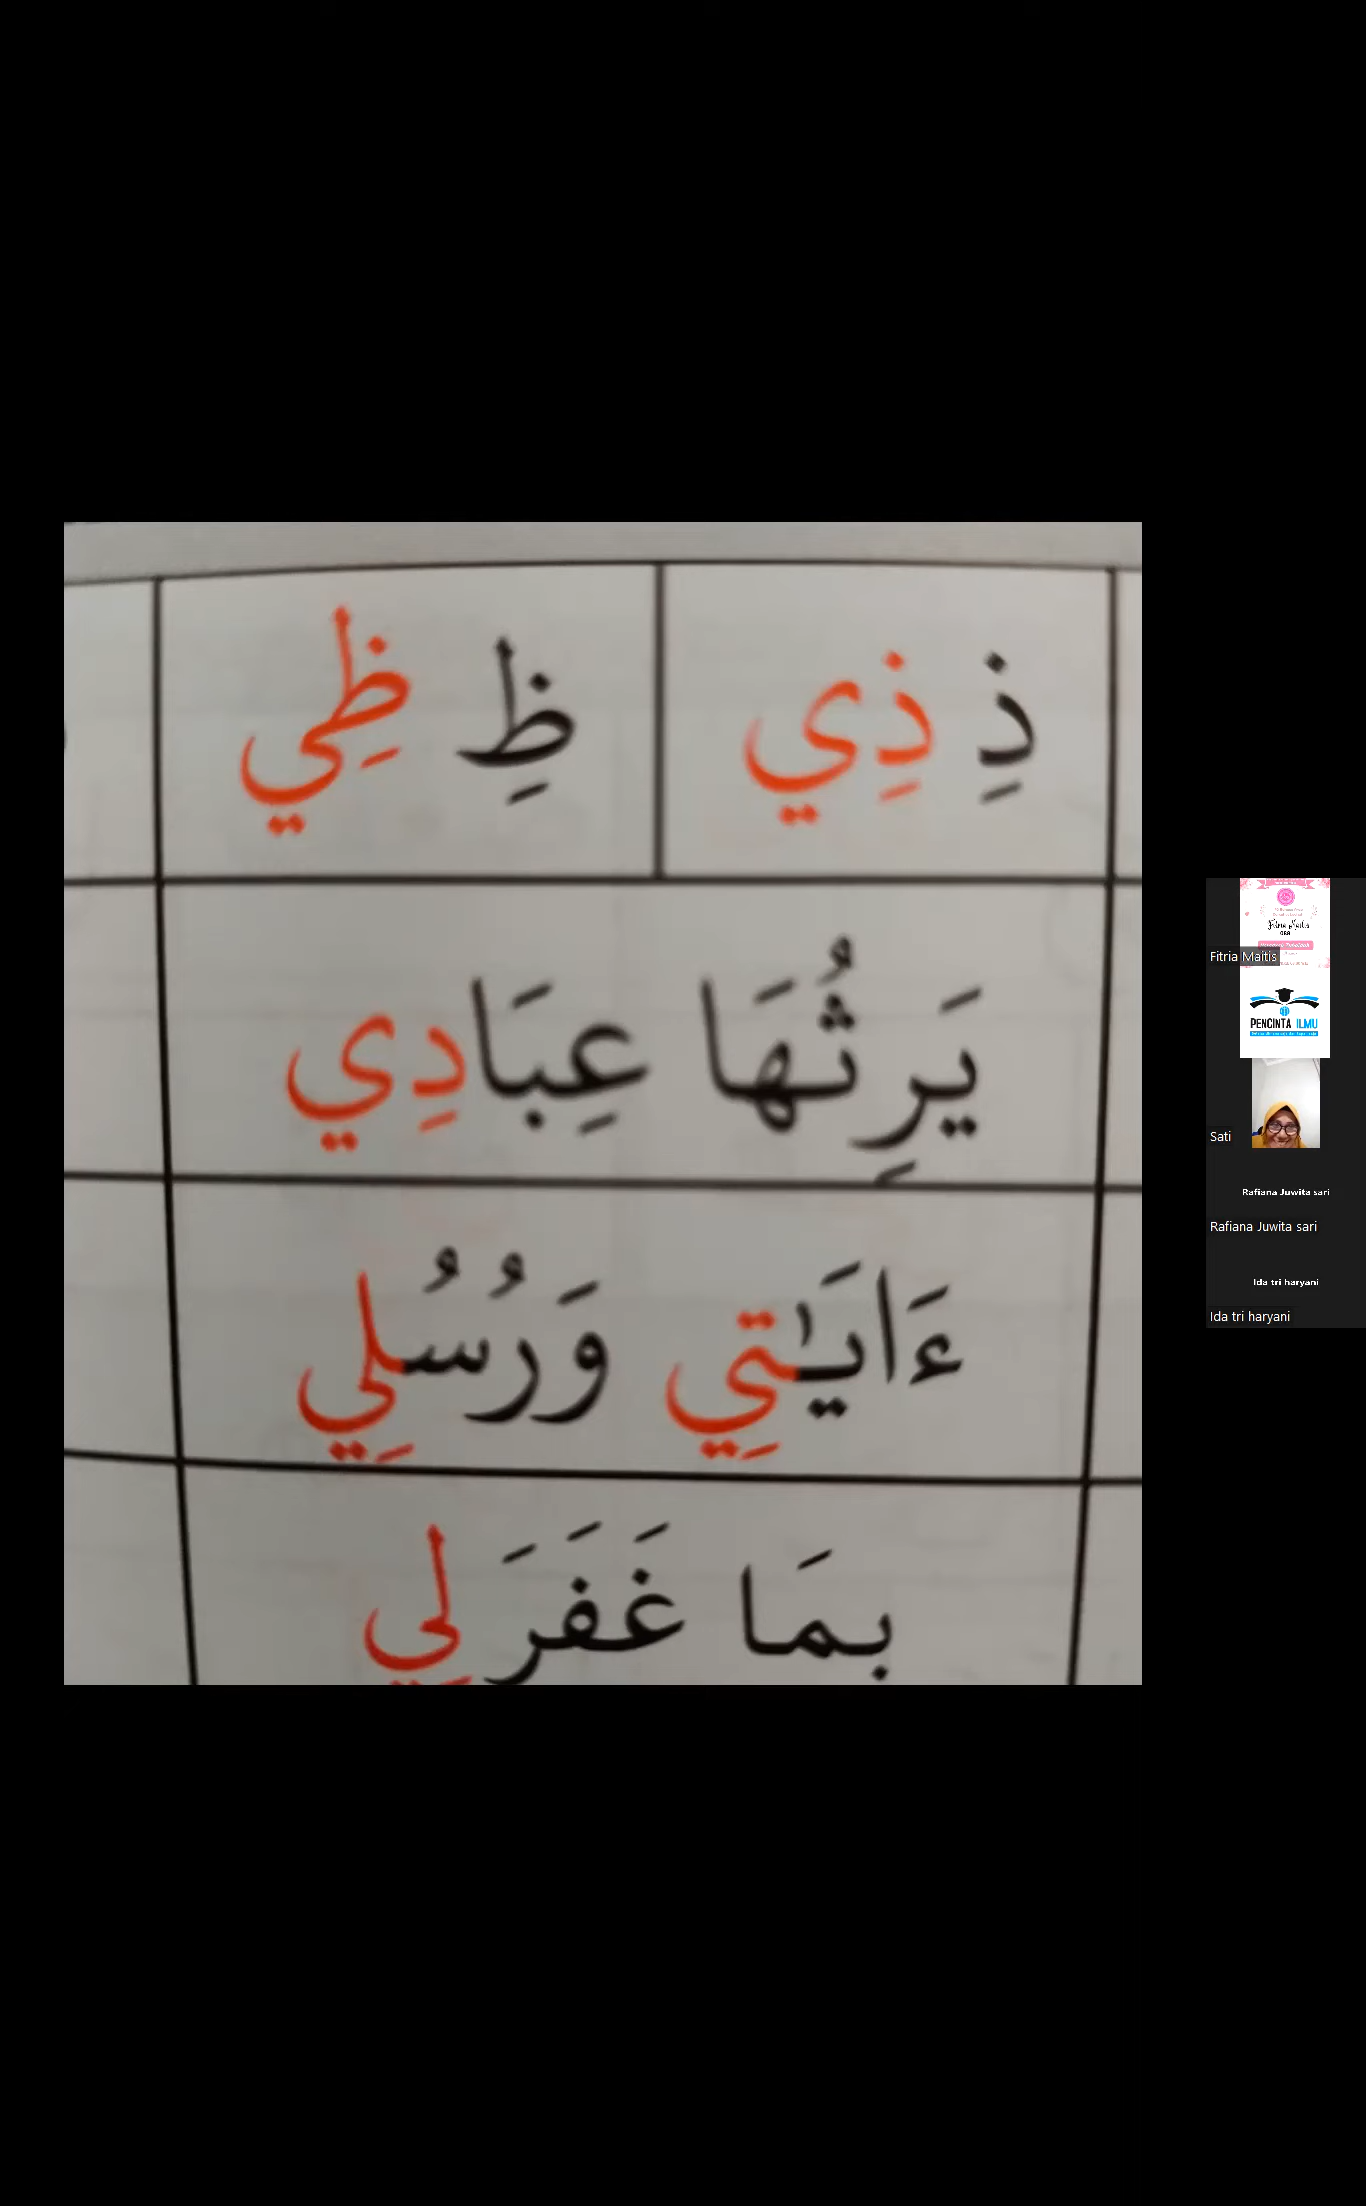 ذِ ذِي ظِ ظِي
يَرِثُهَا عِبَادِي
ءَايَٰتِي وَرُسُلِي
بمَا غَفَرَ لِي
Fitria Maitis
PENCINTA ILMU
Sati
Rafiana Juwita sari
Rafiana Juwita sari
Ida tri haryani
Ida tri haryani